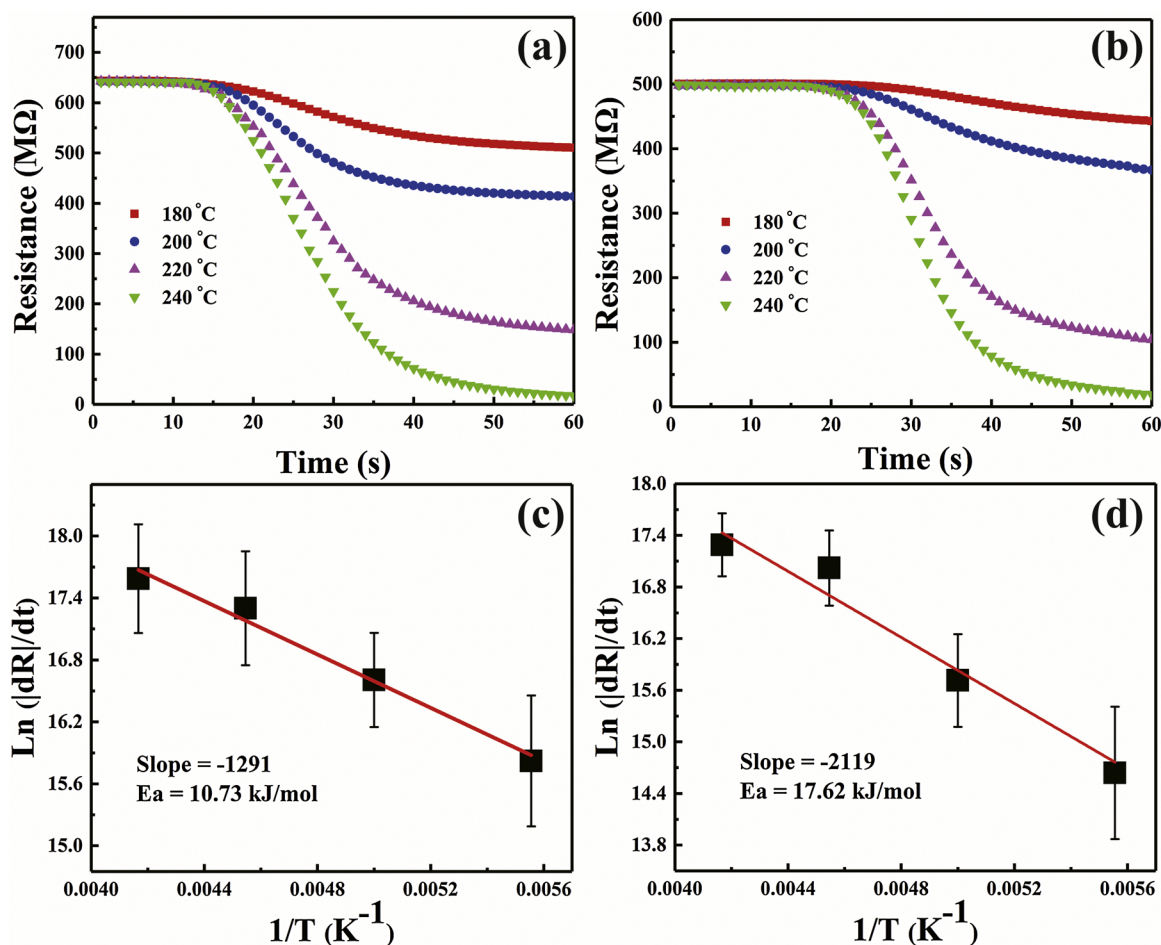 (a)
Resistance (MΩ)
700
600
500
400
300
200
100
0
180 °C
200 °C
220 °C
240 °C
0 10 20 30 40 50 60
Time (s)
(b)
Resistance (MΩ)
600
500
400
300
200
100
0
180 °C
200 °C
220 °C
240 °C
0 10 20 30 40 50 60
Time (s)
(c)
Ln (|dR|/dt)
18.0
17.4
16.8
16.2
15.6
15.0
Slope = -1291
Ea = 10.73 kJ/mol
0.0040 0.0044 0.0048 0.0052 0.0056
1/T (K⁻¹)
(d)
Ln (|dR|/dt)
18.0
17.4
16.8
16.2
15.6
15.0
14.4
13.8
Slope = -2119
Ea = 17.62 kJ/mol
0.0040 0.0044 0.0048 0.0052 0.0056
1/T (K⁻¹)